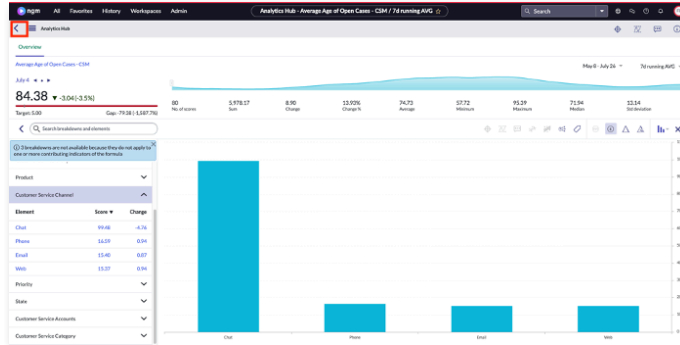 ngm All Favorites History Workspaces Admin Analytics Hub - Average Age of Open Cases - CSM / 7d running AVG ☆ Search
Analytics Hub
Overview
Average Age of Open Cases - CSM
May 8 - July 26 7d running AVG
July 4
84.38 ▼ -3.04 (-3.5%)
Target: 5.00 Gap: -79.38 (-1,587.7%)
80 5,978.17 8.90 13.93% 74.73 57.72 95.39 71.94 13.14
No. of scores Sum Change Change % Average Minimum Maximum Median Std deviation
Search breakdowns and elements
2 breakdowns are not available because they do not apply to
one or more contributing indicators of the formula
Product
Customer Service Channel
Element Score ▼ Change
Chat 99.48 -4.76
Phone 16.59 0.94
Email 15.40 0.87
Web 15.37 0.94
Priority
State
Customer Service Accounts
Customer Service Category
Chat Phone Email Web